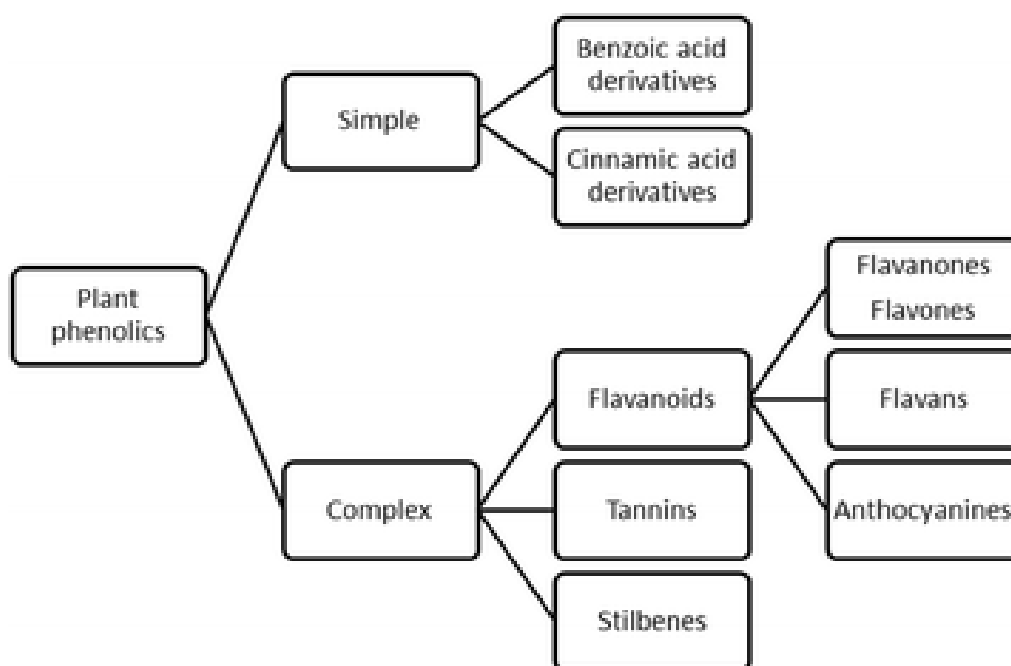 Plant
phenolics
Simple
Benzoic acid
derivatives
Cinnamic acid
derivatives
Complex
Flavanoids
Flavanones
Flavones
Flavans
Anthocyanines
Tannins
Stilbenes